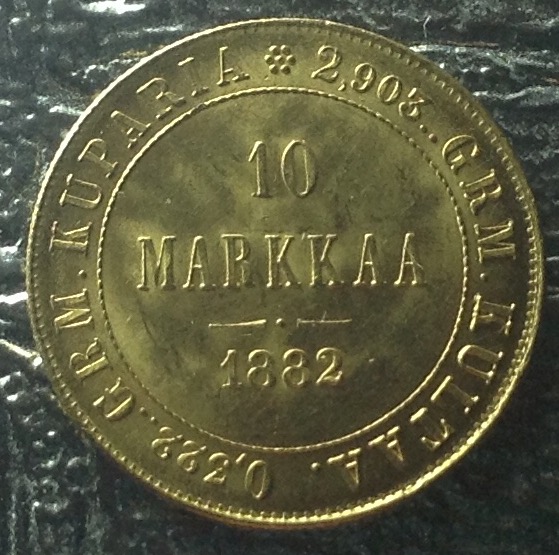 10
MARKKAA
1882
2,903..GRM.KULTAA.
0,322..GRM.KUPARIA